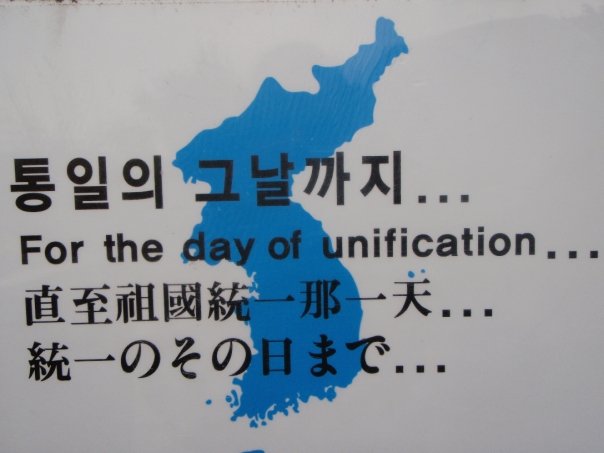 통일의 그날까지...
For the day of unification...
直至祖國統一那一天...
統一のその日まで...